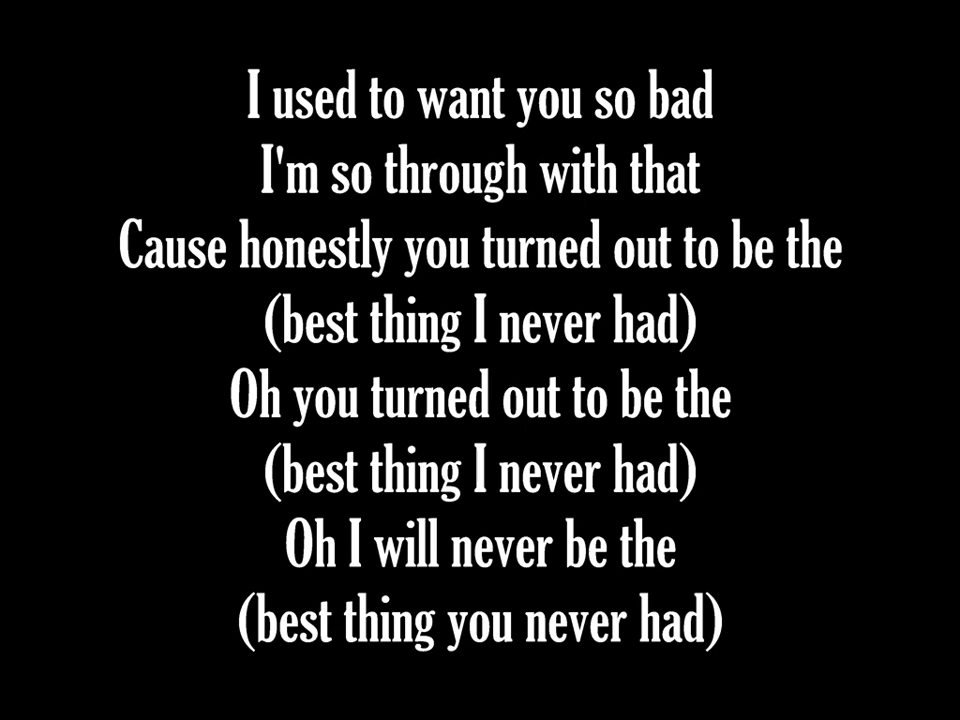 I used to want you so bad
I'm so through with that
Cause honestly you turned out to be the
(best thing I never had)
Oh you turned out to be the
(best thing I never had)
Oh I will never be the
(best thing you never had)